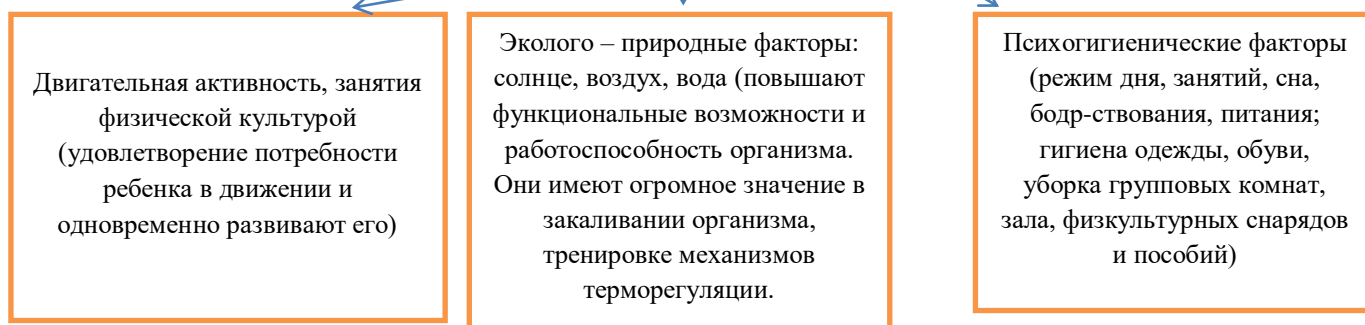 Двигательная активность, занятия
физической культурой
(удовлетворение потребности
ребенка в движении и
одновременно развивают его)
Эколого – природные факторы:
солнце, воздух, вода (повышают
функциональные возможности и
работоспособность организма.
Они имеют огромное значение в
закаливании организма,
тренировке механизмов
терморегуляции.
Психогигиенические факторы
(режим дня, занятий, сна,
бодр-ствования, питания;
гигиена одежды, обуви,
уборка групповых комнат,
зала, физкультурных снарядов
и пособий)